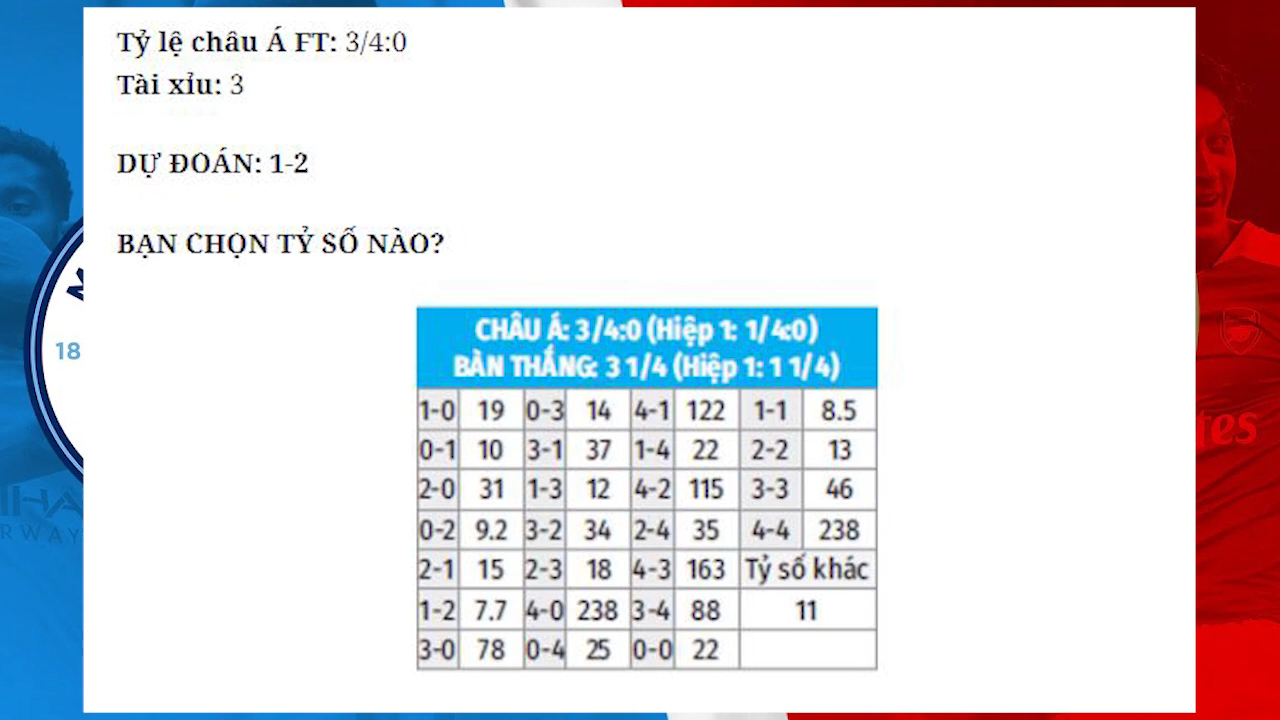 Tỷ lệ châu Á FT: 3/4:0
Tài xỉu: 3
DỰ ĐOÁN: 1-2
BẠN CHỌN TỶ SỐ NÀO?
CHÂU Á: 3/4:0 (Hiệp 1: 1/4:0)
BÀN THẮNG: 3 1/4 (Hiệp 1: 1 1/4)
1-0 19 0-3 14 4-1 122 1-1 8.5
0-1 10 3-1 37 1-4 22 2-2 13
2-0 31 1-3 12 4-2 115 3-3 46
0-2 9.2 3-2 34 2-4 35 4-4 238
2-1 15 2-3 18 4-3 163 Tỷ số khác
1-2 7.7 4-0 238 3-4 88 11
3-0 78 0-4 25 0-0 22
18
RWAY